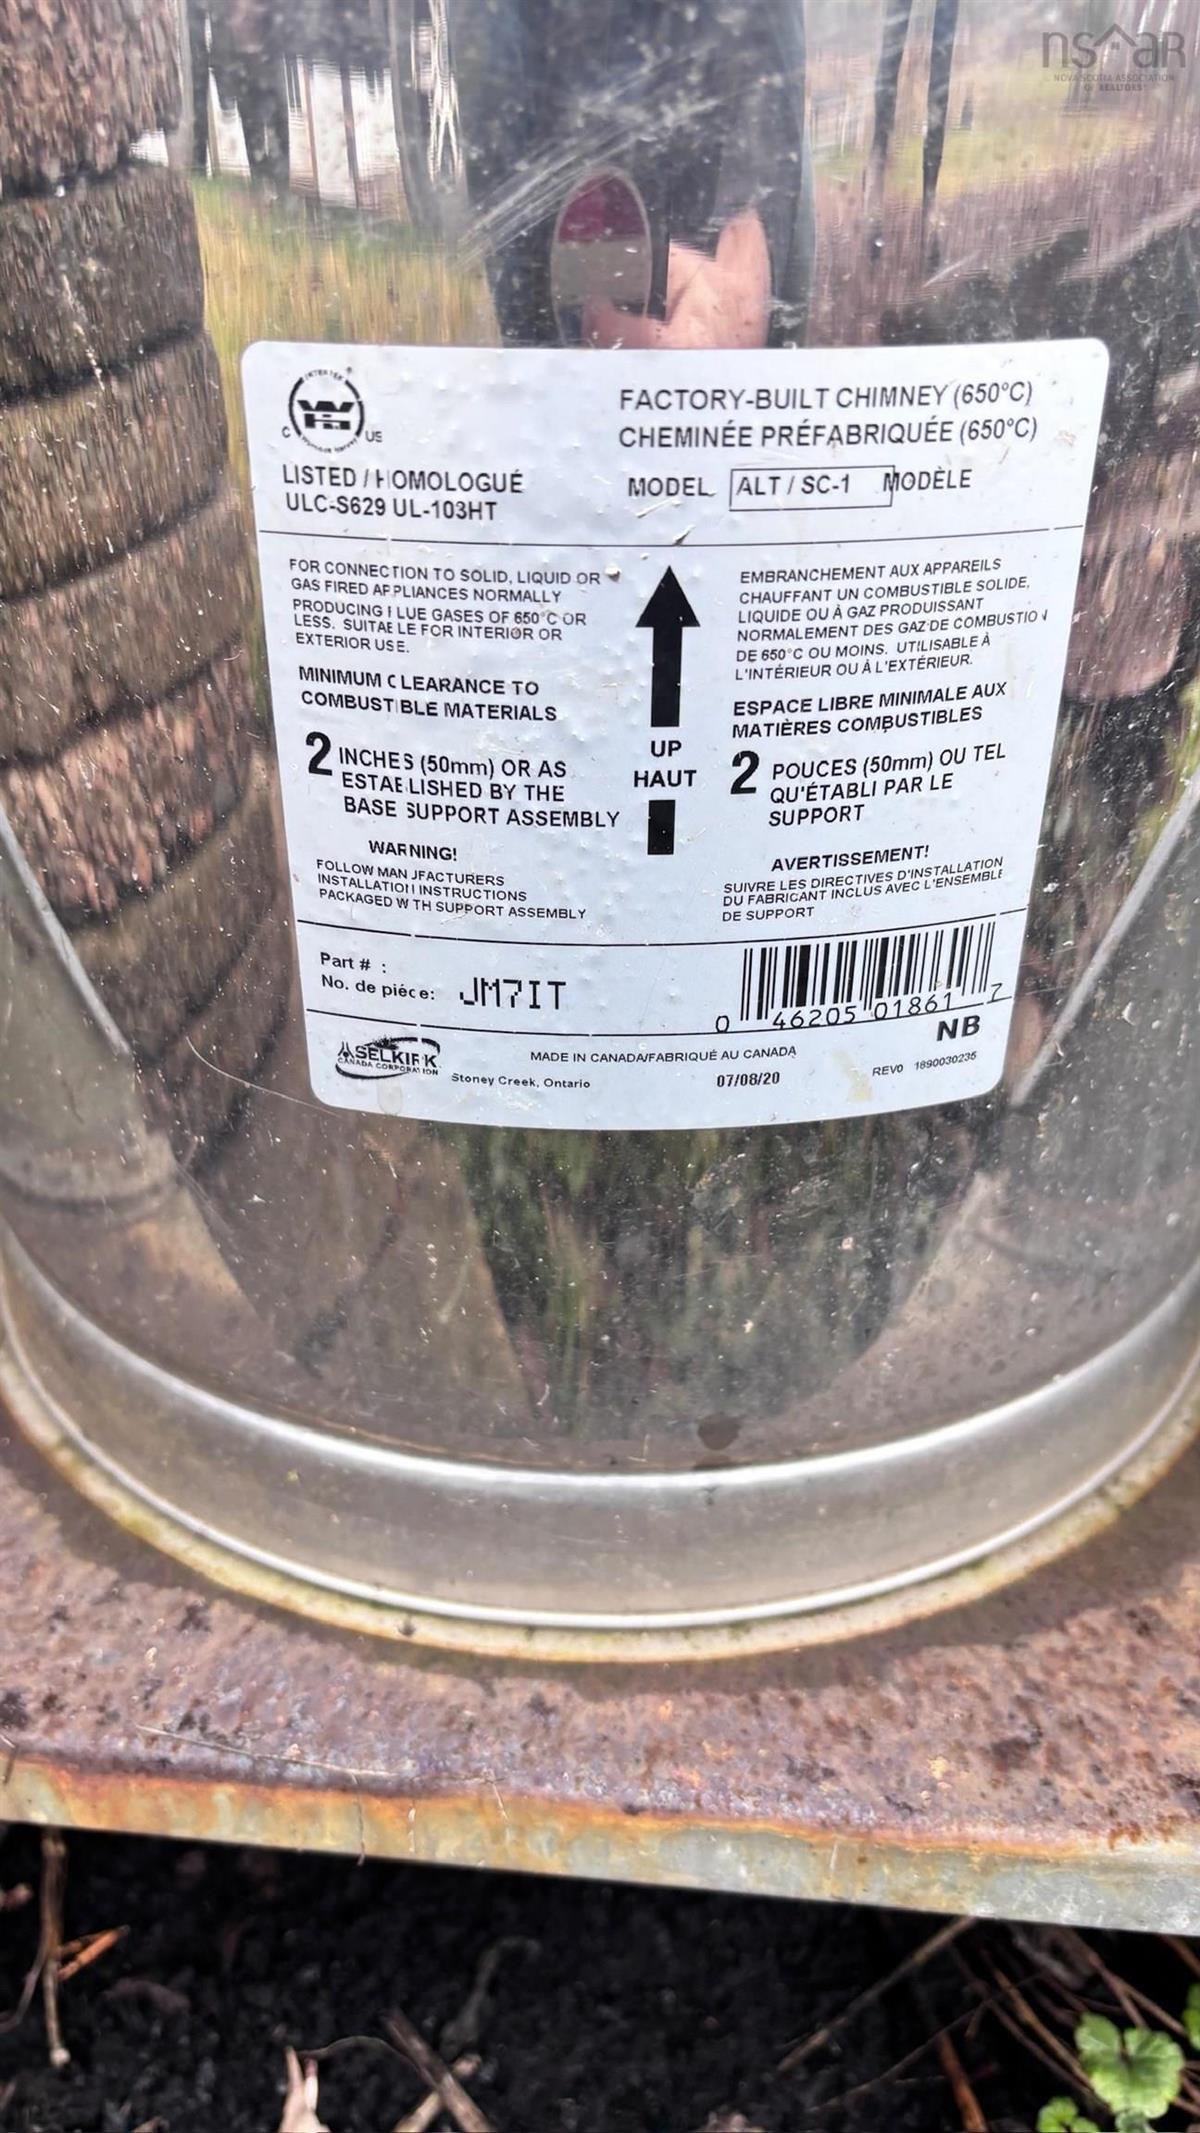 nsar
NOVA SCOTIA ASSOCIATION
OF REALTORS®
INTERTEK
WH
C US
LISTED / HOMOLOGUÉ
ULC-S629 UL-103HT
FACTORY-BUILT CHIMNEY (650°C)
CHEMINÉE PRÉFABRIQUÉE (650°C)
MODEL ALT / SC-1 MODÈLE
FOR CONNECTION TO SOLID, LIQUID OR
GAS FIRED APPLIANCES NORMALLY
PRODUCING FLUE GASES OF 650°C OR
LESS. SUITABLE FOR INTERIOR OR
EXTERIOR USE.
MINIMUM CLEARANCE TO
COMBUSTIBLE MATERIALS
2 INCHES (50mm) OR AS
ESTABLISHED BY THE
BASE SUPPORT ASSEMBLY
WARNING!
FOLLOW MANUFACTURERS
INSTALLATION INSTRUCTIONS
PACKAGED WITH SUPPORT ASSEMBLY
UP
HAUT
EMBRANCHEMENT AUX APPAREILS
CHAUFFANT UN COMBUSTIBLE SOLIDE,
LIQUIDE OU À GAZ PRODUISSANT
NORMALEMENT DES GAZ DE COMBUSTION
DE 650°C OU MOINS. UTILISABLE À
L'INTÉRIEUR OU À L'EXTÉRIEUR.
ESPACE LIBRE MINIMALE AUX
MATIÈRES COMBUSTIBLES
2 POUCES (50mm) OU TEL
QU'ÉTABLI PAR LE
SUPPORT
AVERTISSEMENT!
SUIVRE LES DIRECTIVES D'INSTALLATION
DU FABRICANT INCLUS AVEC L'ENSEMBLE
DE SUPPORT
Part # :
No. de piéce: JM7IT
0 46205 01861 7
NB
SELKIRK
CANADA CORPORATION
Stoney Creek, Ontario
MADE IN CANADA/FABRIQUÉ AU CANADA
07/08/20
REV0 1890030235